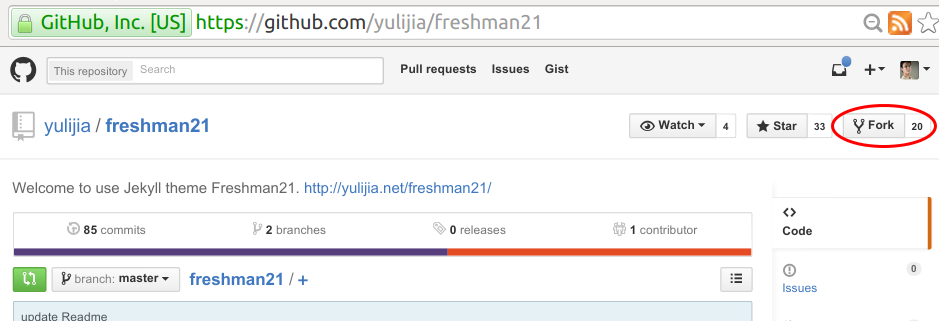 GitHub, Inc. [US] https://github.com/yulijia/freshman21
This repository Search Pull requests Issues Gist
yulijia / freshman21 Watch 4 Star 33 Fork 20
Welcome to use Jekyll theme Freshman21. http://yulijia.net/freshman21/
85 commits 2 branches 0 releases 1 contributor
Code
branch: master freshman21 / +
Issues 0
update Readme